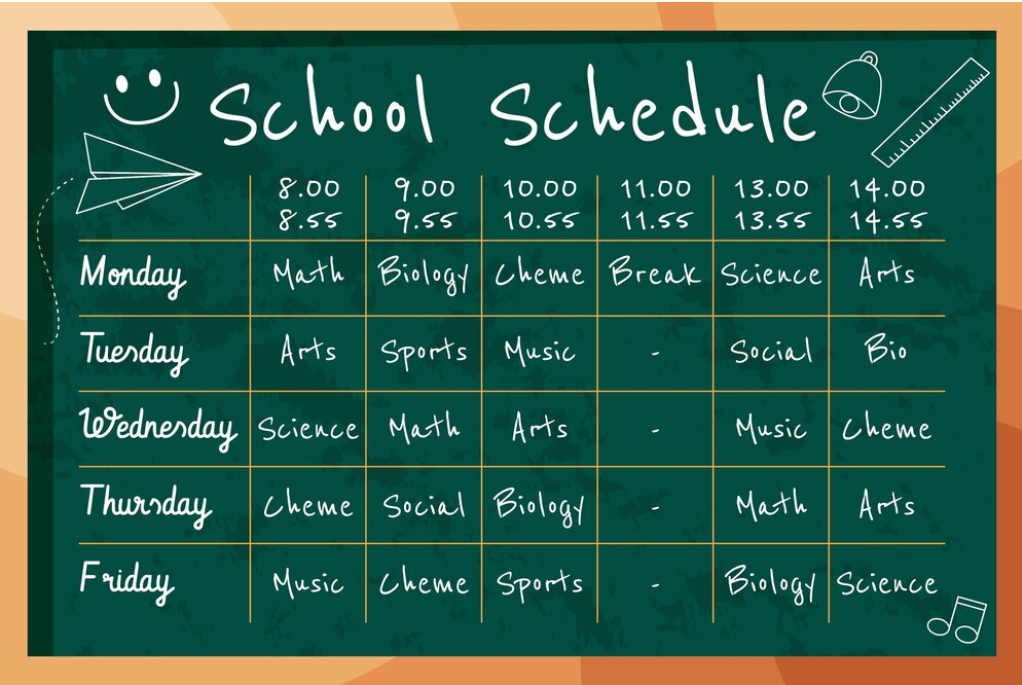 School Schedule
8.00 9.00 10.00 11.00 13.00 14.00
8.55 9.55 10.55 11.55 13.55 14.55
Monday Math Biology Cheme Break Science Arts
Tuesday Arts Sports Music - Social Bio
Wednesday Science Math Arts - Music Cheme
Thursday Cheme Social Biology - Math Arts
Friday Music Cheme Sports - Biology Science